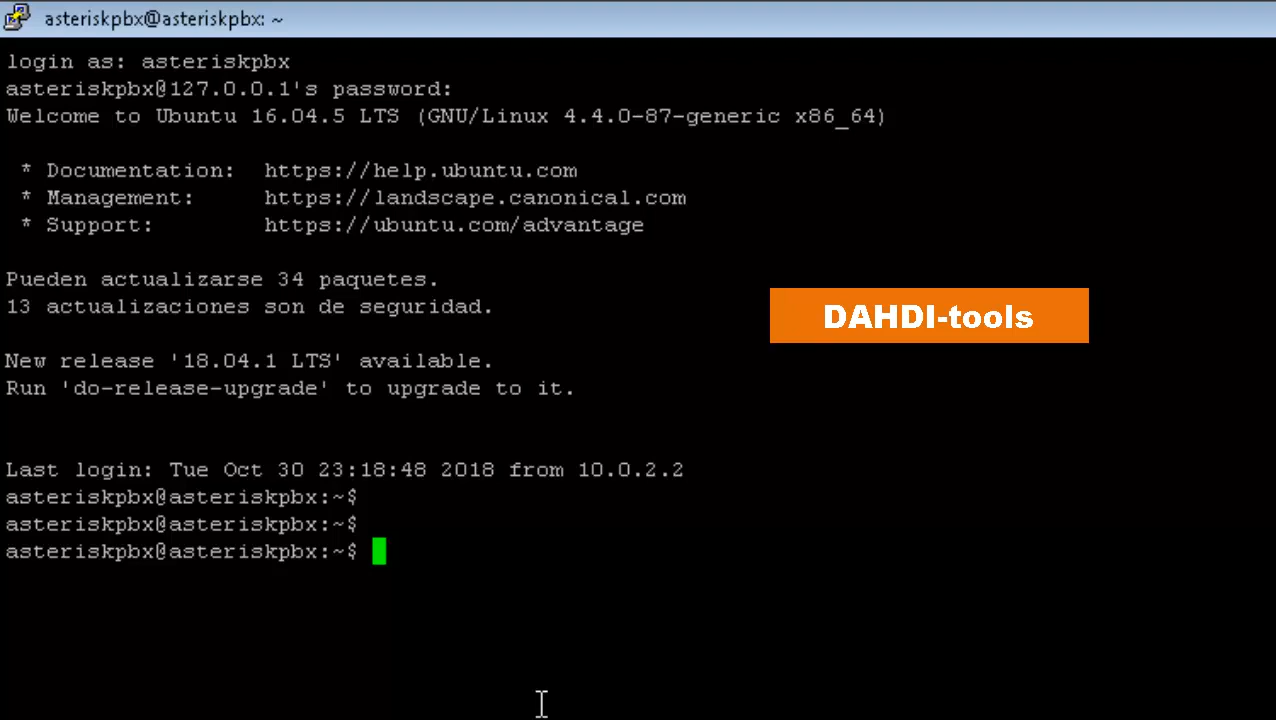 asteriskpbx@asteriskpbx: ~
login as: asteriskpbx
asteriskpbx@127.0.0.1's password:
Welcome to Ubuntu 16.04.5 LTS (GNU/Linux 4.4.0-87-generic x86_64)
* Documentation: https://help.ubuntu.com
* Management: https://landscape.canonical.com
* Support: https://ubuntu.com/advantage
Pueden actualizarse 34 paquetes.
13 actualizaciones son de seguridad.
DAHDI-tools
New release '18.04.1 LTS' available.
Run 'do-release-upgrade' to upgrade to it.
Last login: Tue Oct 30 23:18:48 2018 from 10.0.2.2
asteriskpbx@asteriskpbx:~$
asteriskpbx@asteriskpbx:~$
asteriskpbx@asteriskpbx:~$